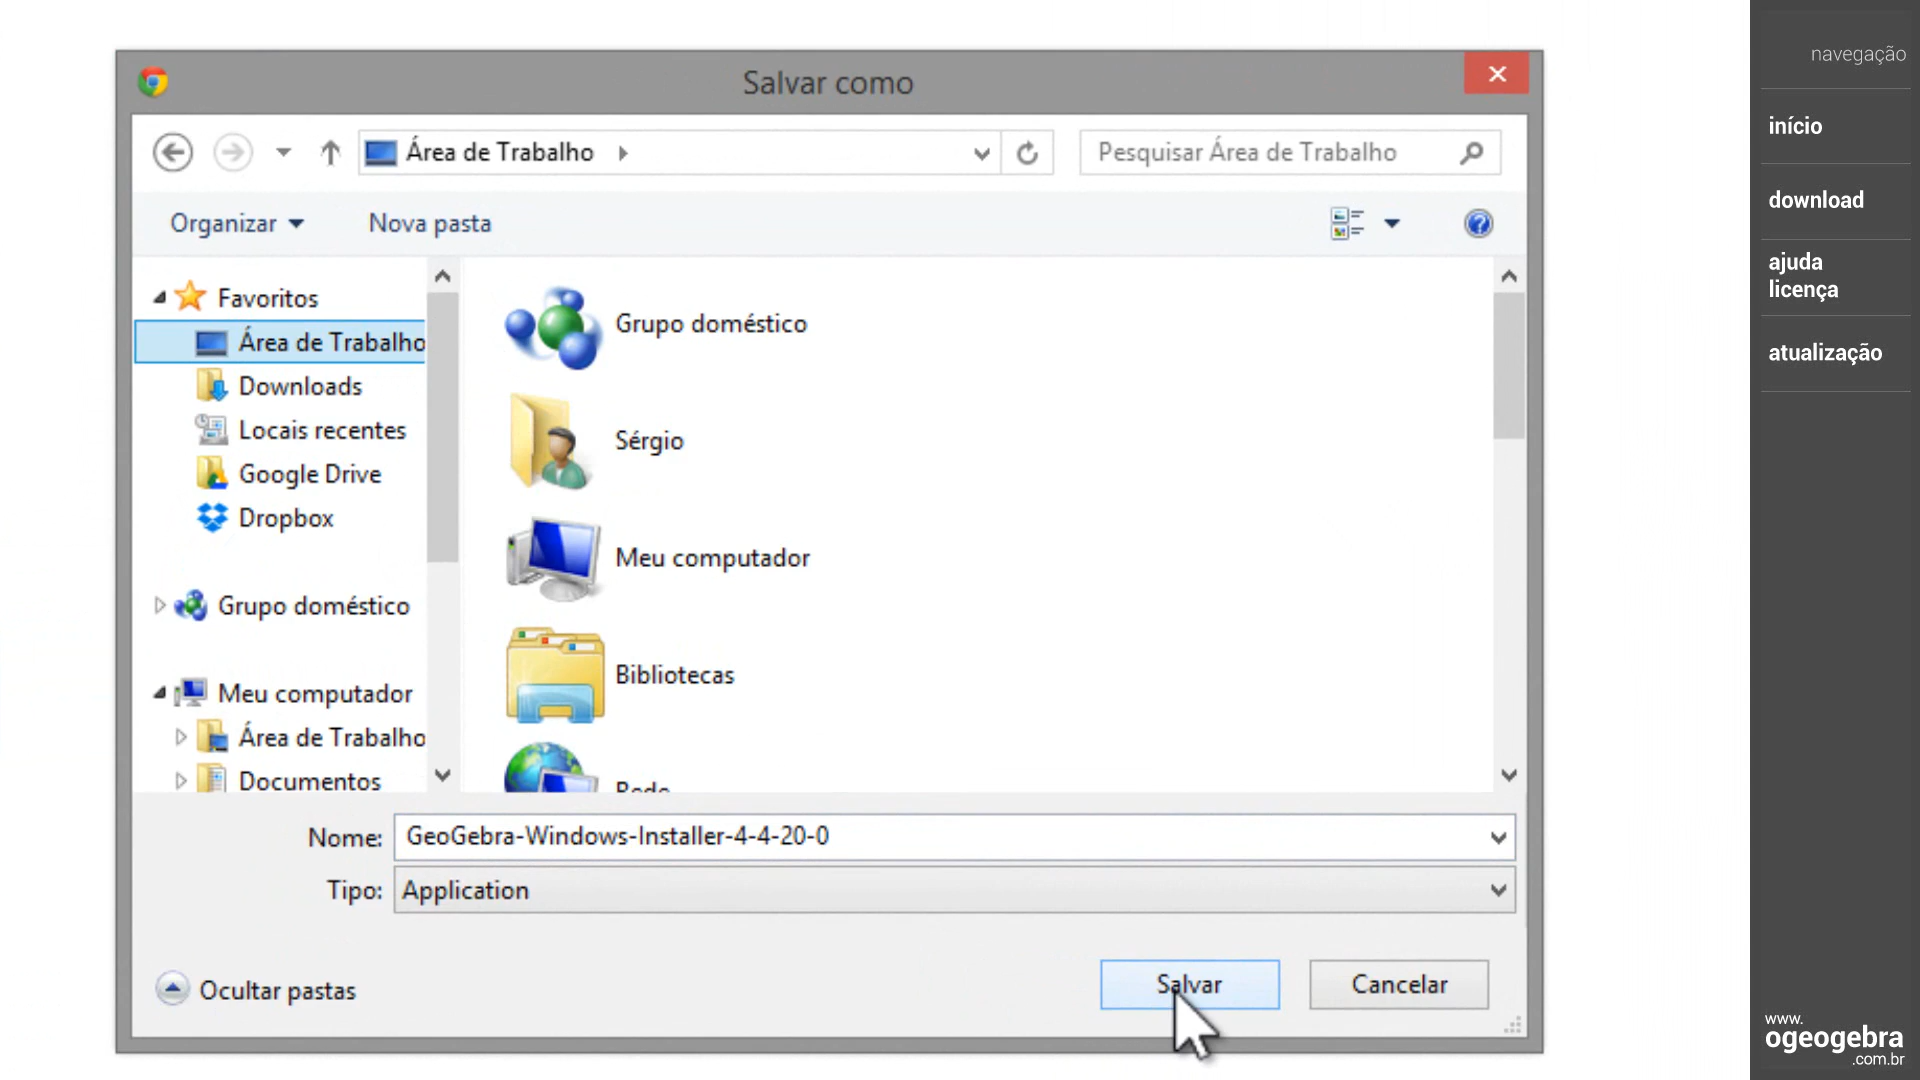 Salvar como
Área de Trabalho
Pesquisar Área de Trabalho
Organizar
Nova pasta
Favoritos
Área de Trabalho
Downloads
Locais recentes
Google Drive
Dropbox
Grupo doméstico
Meu computador
Área de Trabalho
Documentos
Grupo doméstico
Sérgio
Meu computador
Bibliotecas
Rede
Nome: GeoGebra-Windows-Installer-4-4-20-0
Tipo: Application
Ocultar pastas
Salvar
Cancelar
navegação
início
download
ajuda
licença
atualização
www.
ogeogebra
.com.br